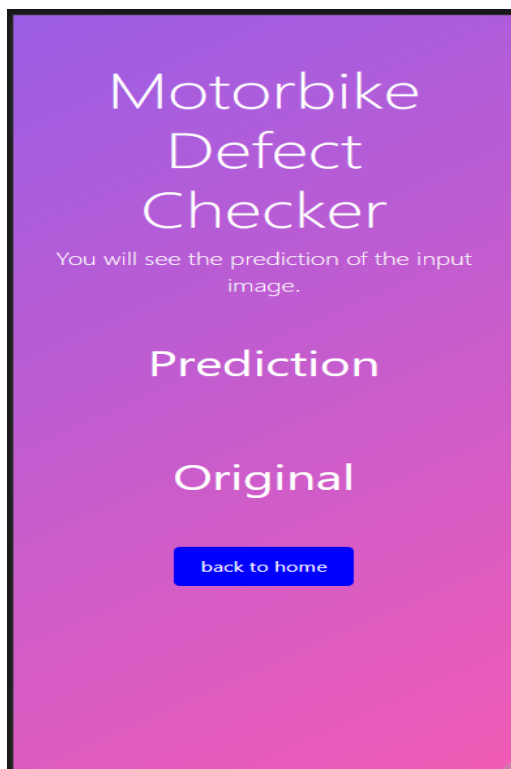 Motorbike
Defect
Checker
You will see the prediction of the input
image.
Prediction
Original
back to home